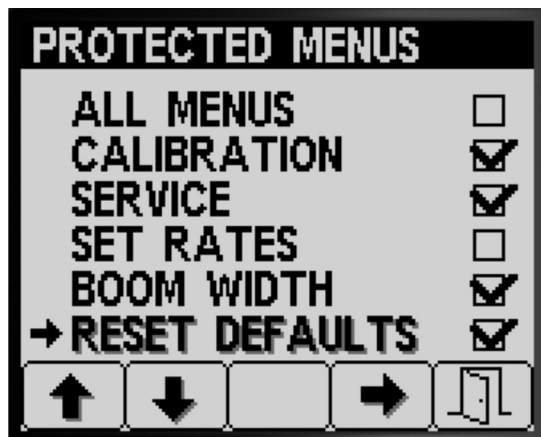 PROTECTED MENUS
ALL MENUS
CALIBRATION
SERVICE
SET RATES
BOOM WIDTH
RESET DEFAULTS